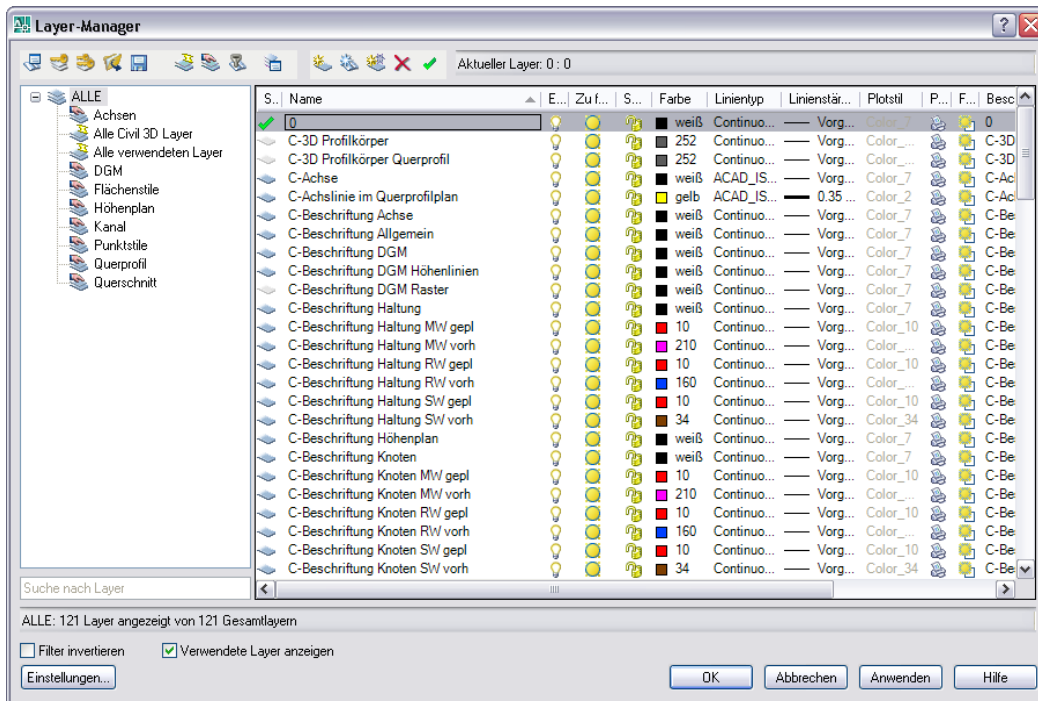 Layer-Manager
Aktueller Layer: 0 : 0
ALLE
Achsen
Alle Civil 3D Layer
Alle verwendeten Layer
DGM
Flächenstile
Höhenplan
Kanal
Punktstile
Querprofil
Querschnitt
Suche nach Layer
S.. Name E... Zu f... S... Farbe Linientyp Linienstär... Plotstil P... F... Besc
0 weiß Continuo... Vorg... Color_7 0
C-3D Profilkörper 252 Continuo... Vorg... Color_... C-3D
C-3D Profilkörper Querprofil 252 Continuo... Vorg... Color_... C-3D
C-Achse weiß ACAD_IS... Vorg... Color_7 C-Ac
C-Achslinie im Querprofilplan gelb ACAD_IS... 0.35 ... Color_2 C-Ac
C-Beschriftung Achse weiß Continuo... Vorg... Color_7 C-Be
C-Beschriftung Allgemein weiß Continuo... Vorg... Color_7 C-Be
C-Beschriftung DGM weiß Continuo... Vorg... Color_7 C-Be
C-Beschriftung DGM Höhenlinien weiß Continuo... Vorg... Color_7 C-Be
C-Beschriftung DGM Raster weiß Continuo... Vorg... Color_7 C-Be
C-Beschriftung Haltung weiß Continuo... Vorg... Color_7 C-Be
C-Beschriftung Haltung MW gepl 10 Continuo... Vorg... Color_10 C-Be
C-Beschriftung Haltung MW vorh 210 Continuo... Vorg... Color_... C-Be
C-Beschriftung Haltung RW gepl 10 Continuo... Vorg... Color_10 C-Be
C-Beschriftung Haltung RW vorh 160 Continuo... Vorg... Color_... C-Be
C-Beschriftung Haltung SW gepl 10 Continuo... Vorg... Color_10 C-Be
C-Beschriftung Haltung SW vorh 34 Continuo... Vorg... Color_34 C-Be
C-Beschriftung Höhenplan weiß Continuo... Vorg... Color_7 C-Be
C-Beschriftung Knoten weiß Continuo... Vorg... Color_7 C-Be
C-Beschriftung Knoten MW gepl 10 Continuo... Vorg... Color_10 C-Be
C-Beschriftung Knoten MW vorh 210 Continuo... Vorg... Color_... C-Be
C-Beschriftung Knoten RW gepl 10 Continuo... Vorg... Color_10 C-Be
C-Beschriftung Knoten RW vorh 160 Continuo... Vorg... Color_... C-Be
C-Beschriftung Knoten SW gepl 10 Continuo... Vorg... Color_10 C-Be
C-Beschriftung Knoten SW vorh 34 Continuo... Vorg... Color_34 C-Be
ALLE: 121 Layer angezeigt von 121 Gesamtlayern
Filter invertieren Verwendete Layer anzeigen
Einstellungen... OK Abbrechen Anwenden Hilfe